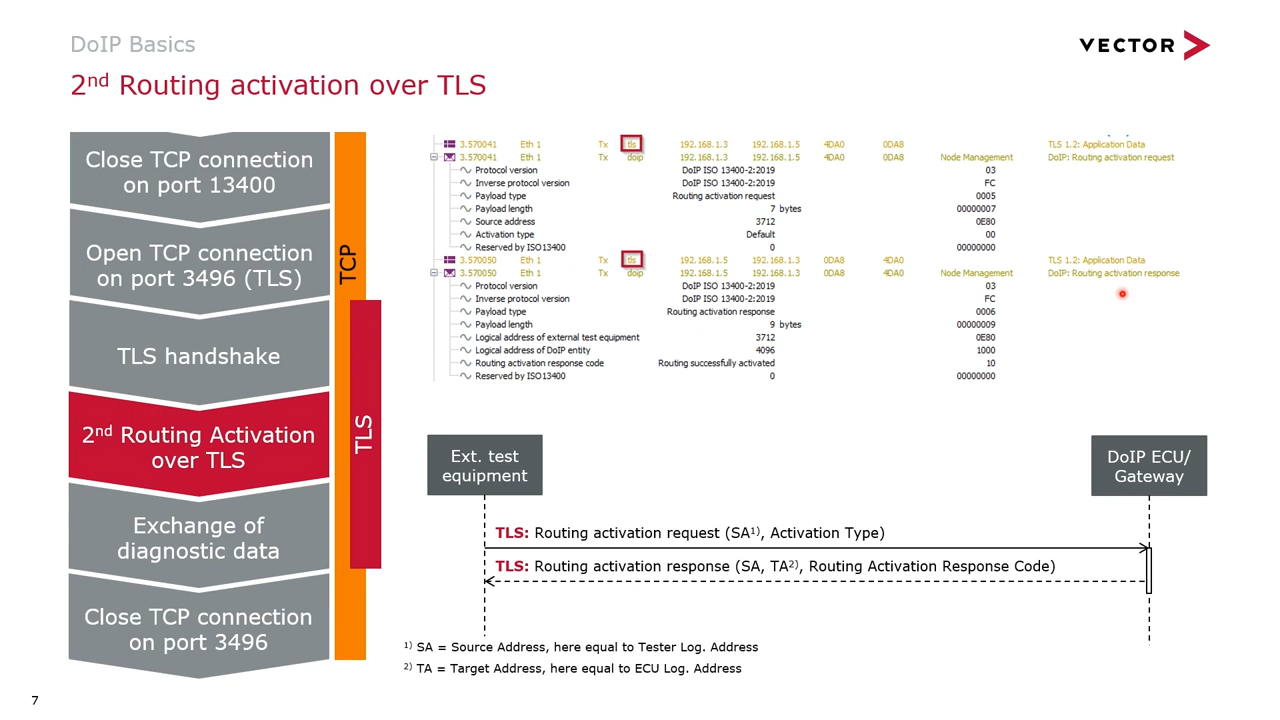 DoIP Basics
VECTOR
2nd Routing activation over TLS
Close TCP connection
on port 13400
Open TCP connection
on port 3496 (TLS)
TLS handshake
2nd Routing Activation
over TLS
Exchange of
diagnostic data
Close TCP connection
on port 3496
TCP
TLS
3.570041 Eth 1 Tx tls 192.168.1.3 192.168.1.5 4DA0 0DA8 TLS 1.2: Application Data
3.570041 Eth 1 Tx doip 192.168.1.3 192.168.1.5 4DA0 0DA8 Node Management DoIP: Routing activation request
Protocol version DoIP ISO 13400-2:2019 03
Inverse protocol version DoIP ISO 13400-2:2019 FC
Payload type Routing activation request 0005
Payload length 7 bytes 00000007
Source address 3712 0E80
Activation type Default 00
Reserved by ISO13400 0 00000000
3.570050 Eth 1 Tx tls 192.168.1.5 192.168.1.3 0DA8 4DA0 TLS 1.2: Application Data
3.570050 Eth 1 Tx doip 192.168.1.5 192.168.1.3 0DA8 4DA0 Node Management DoIP: Routing activation response
Protocol version DoIP ISO 13400-2:2019 03
Inverse protocol version DoIP ISO 13400-2:2019 FC
Payload type Routing activation response 0006
Payload length 9 bytes 00000009
Logical address of external test equipment 3712 0E80
Logical address of DoIP entity 4096 1000
Routing activation response code Routing successfully activated 10
Reserved by ISO13400 0 00000000
Ext. test
equipment
DoIP ECU/
Gateway
TLS: Routing activation request (SA1), Activation Type)
TLS: Routing activation response (SA, TA2), Routing Activation Response Code)
1) SA = Source Address, here equal to Tester Log. Address
2) TA = Target Address, here equal to ECU Log. Address
7